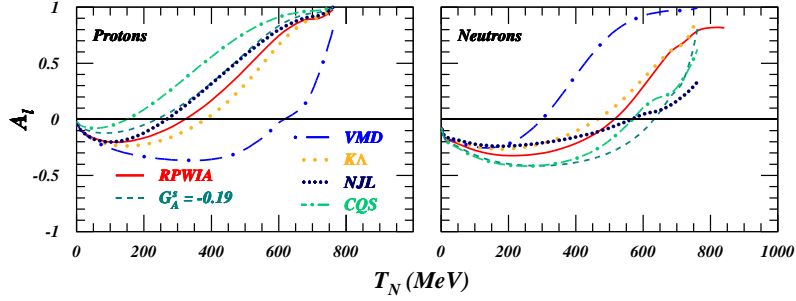 1
0.5
0
-0.5
-1
A_l
Protons
Neutrons
RPWIA
G_A^s = -0.19
VMD
KΛ
NJL
CQS
0 200 400 600 800
0 200 400 600 800 1000
T_N (MeV)